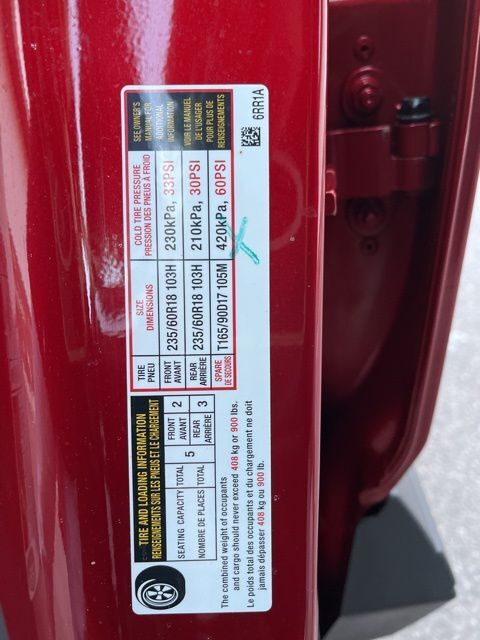 TIRE AND LOADING INFORMATION
RENSEIGNEMENTS SUR LES PNEUS ET LE CHARGEMENT
SEATING CAPACITY
NOMBRE DE PLACES
TOTAL
TOTAL
5
FRONT
AVANT
2
REAR
ARRIÈRE
3
The combined weight of occupants
and cargo should never exceed 408 kg or 900 lbs.
Le poids total des occupants et du chargement ne doit
jamais dépasser 408 kg ou 900 lb.
TIRE
PNEU
SIZE
DIMENSIONS
COLD TIRE PRESSURE
PRESSION DES PNEUS À FROID
FRONT
AVANT
235/60R18 103H
230kPa, 33PSI
REAR
ARRIÈRE
235/60R18 103H
210kPa, 30PSI
SPARE
DE SECOURS
T165/90D17 105M
420kPa, 60PSI
SEE OWNER'S
MANUAL FOR
ADDITIONAL
INFORMATION
VOIR LE MANUEL
DE L'USAGER
POUR PLUS DE
RENSEIGNEMENTS
6RR1A